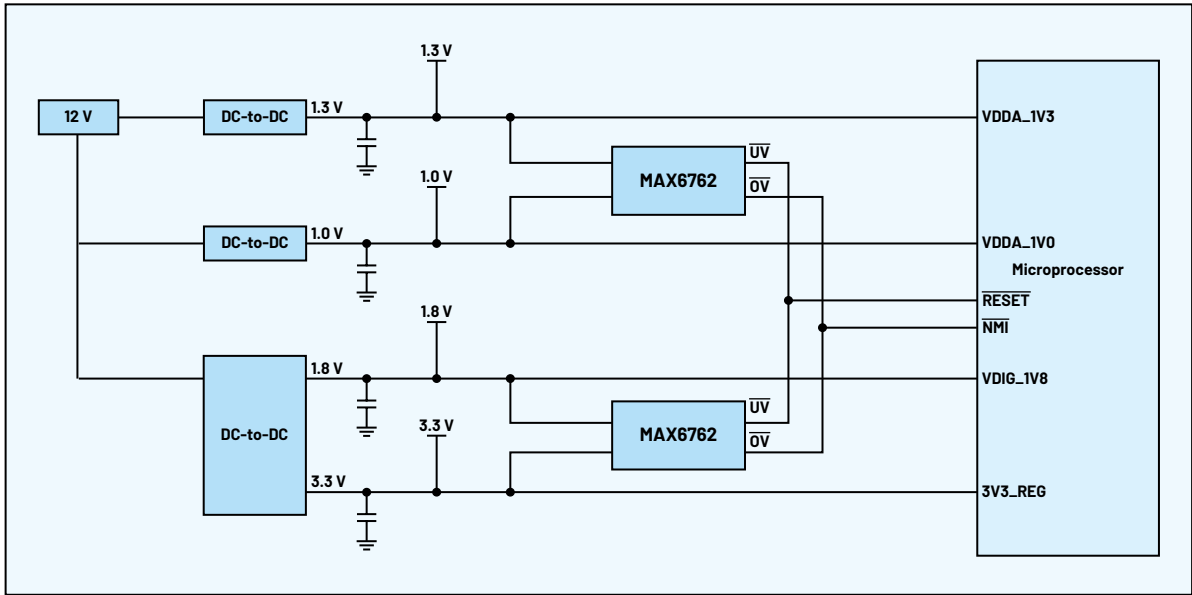 1.3 V
12 V
DC-to-DC
1.3 V
VDDA_1V3
UV
MAX6762
OV
1.0 V
DC-to-DC
1.0 V
VDDA_1V0
Microprocessor
RESET
1.8 V
NMI
1.8 V
VDIG_1V8
UV
3.3 V
DC-to-DC
MAX6762
OV
3.3 V
3V3_REG